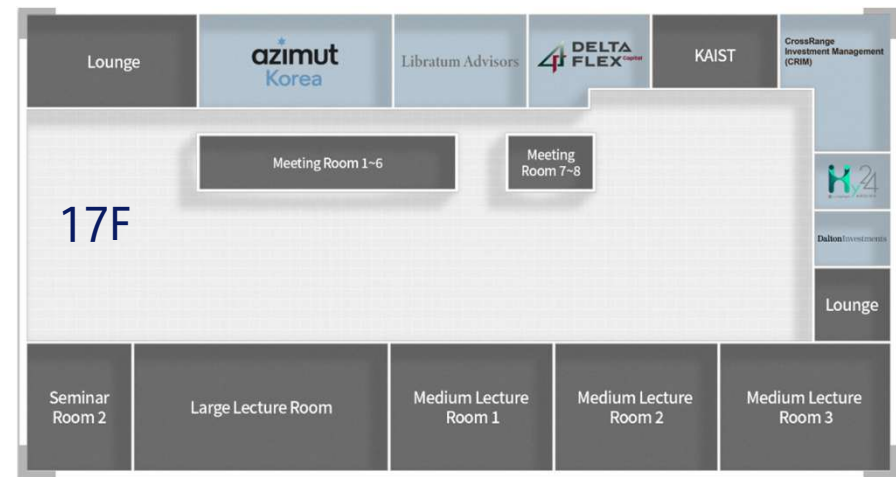 Lounge
azimut
Korea
Libratum Advisors
DELTA
FLEX Capital
KAIST
CrossRange
Investment Management
(CRIM)
Meeting Room 1~6
Meeting
Room 7~8
Hy24
17F
Dalton Investments
Lounge
Seminar
Room 2
Large Lecture Room
Medium Lecture
Room 1
Medium Lecture
Room 2
Medium Lecture
Room 3